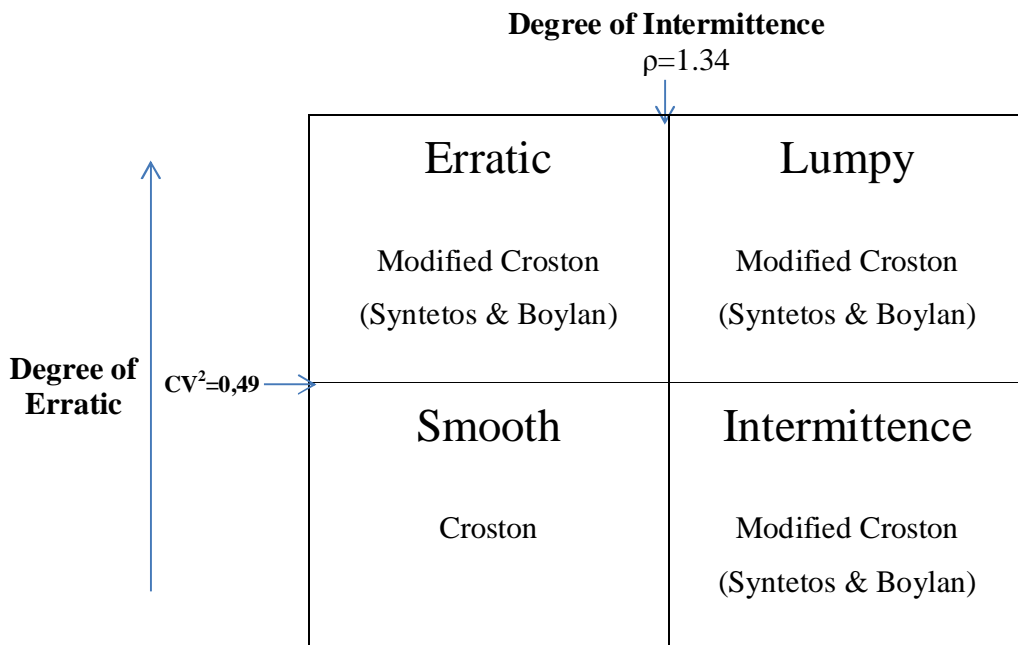 Degree of Intermittence
ρ=1.34
Erratic
Lumpy
Modified Croston
(Syntetos & Boylan)
Modified Croston
(Syntetos & Boylan)
Degree of
Erratic
CV²=0,49
Smooth
Intermittence
Croston
Modified Croston
(Syntetos & Boylan)